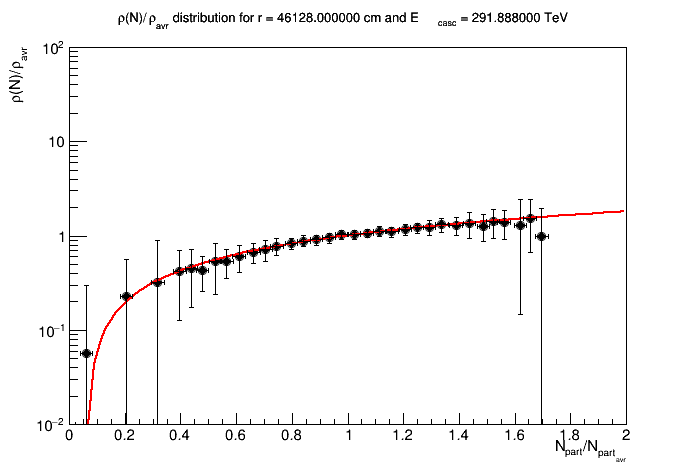 ρ(N)/ρavr distribution for r = 46128.000000 cm and E casc = 291.888000 TeV
ρ(N)/ρavr
10²
10
1
10⁻¹
10⁻²
0 0.2 0.4 0.6 0.8 1 1.2 1.4 1.6 1.8 2
Npart/Npartavr